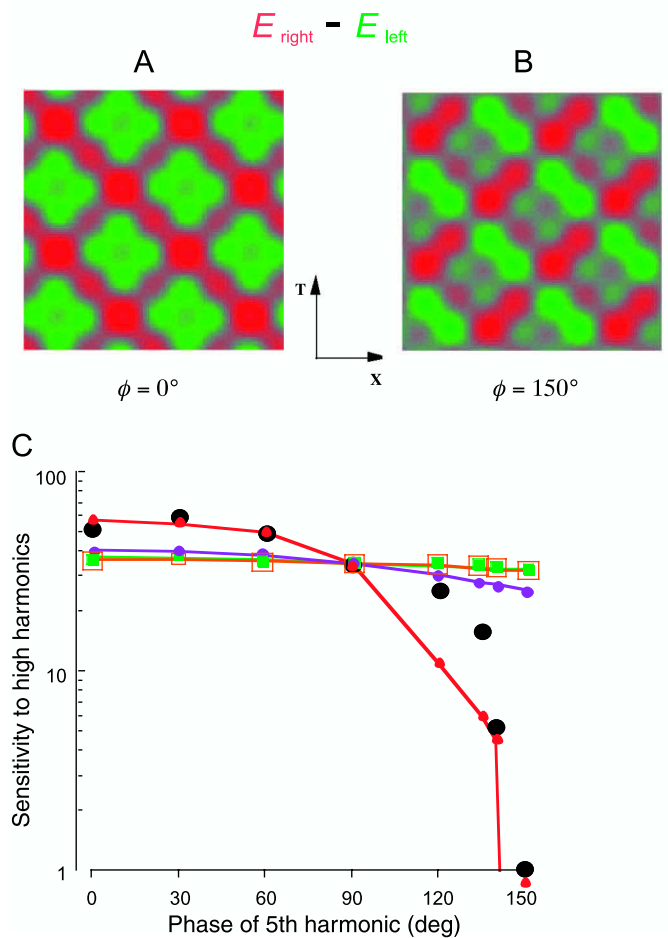 E right - E left
A
B
T
X
ϕ = 0°
ϕ = 150°
C
Sensitivity to high harmonics
100
10
1
0 30 60 90 120 150
Phase of 5th harmonic (deg)